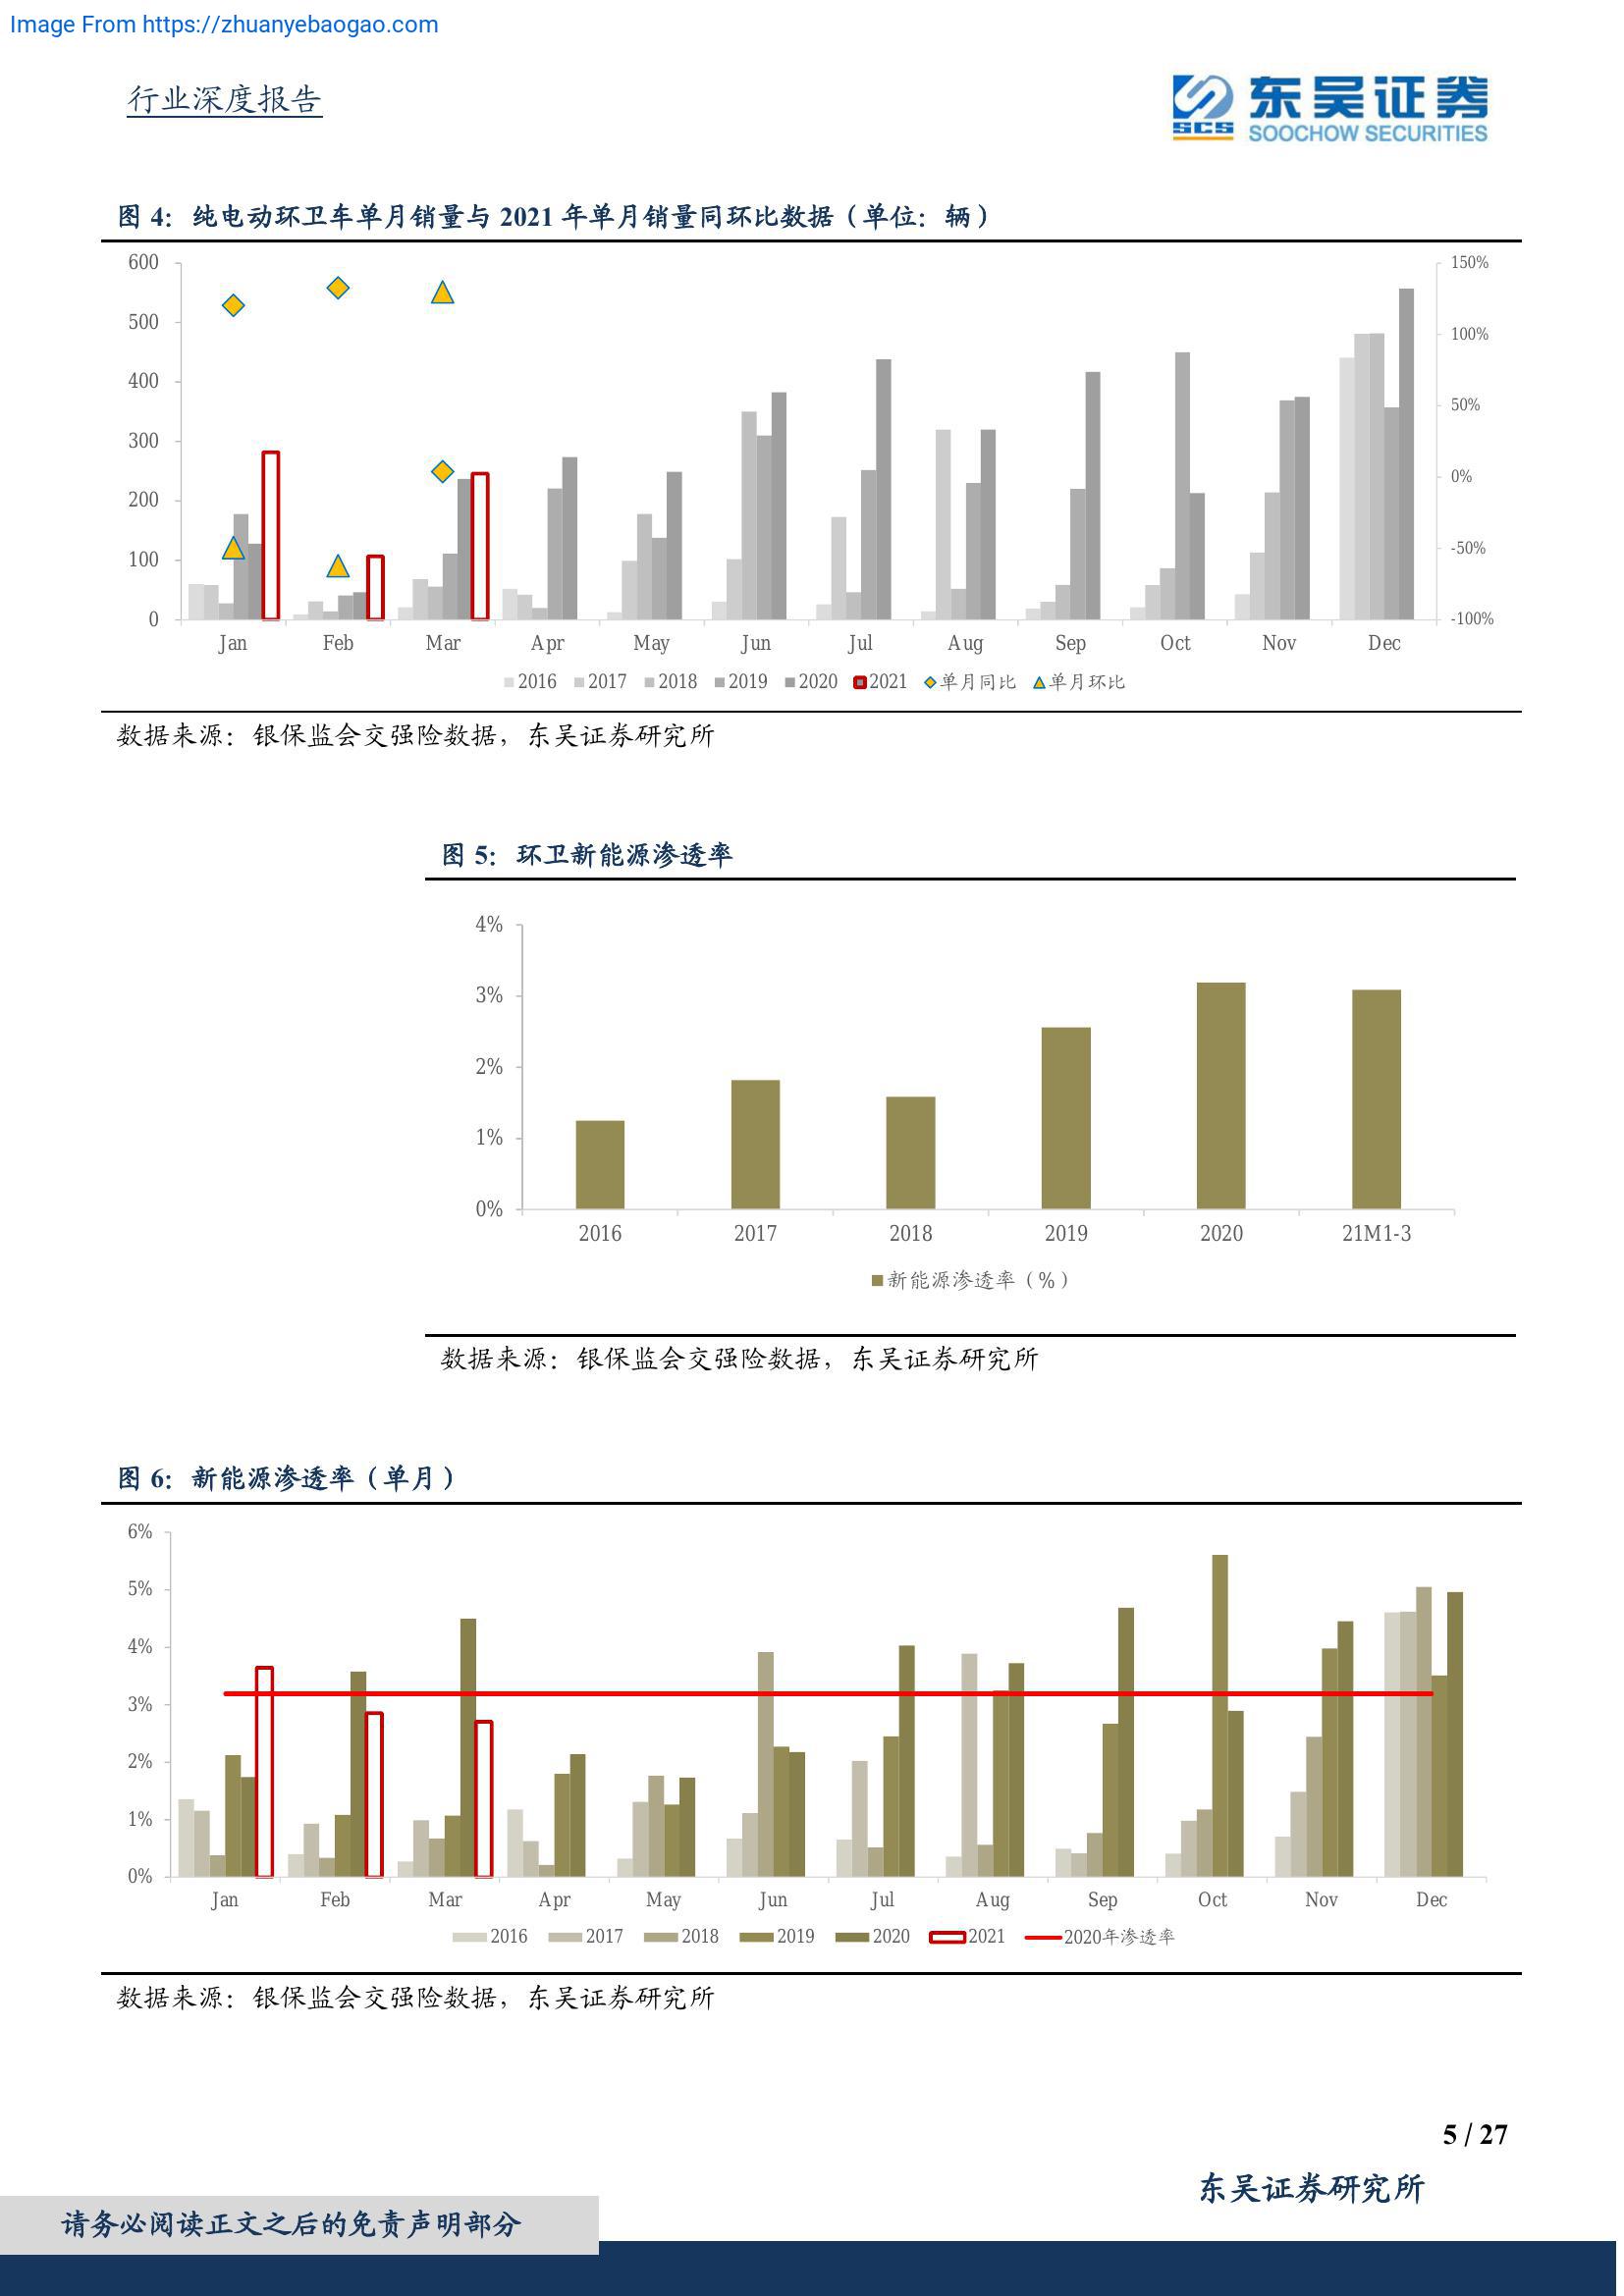 Image From https://zhuanyebaogao.com
行业深度报告
SCS
东吴证券
SOOCHOW SECURITIES
图 4：纯电动环卫车单月销量与 2021 年单月销量同环比数据（单位：辆）
600
500
400
300
200
100
0
150%
100%
50%
0%
-50%
-100%
Jan Feb Mar Apr May Jun Jul Aug Sep Oct Nov Dec
2016 2017 2018 2019 2020 2021 单月同比 单月环比
数据来源：银保监会交强险数据，东吴证券研究所
图 5：环卫新能源渗透率
4%
3%
2%
1%
0%
2016 2017 2018 2019 2020 21M1-3
新能源渗透率（%）
数据来源：银保监会交强险数据，东吴证券研究所
图 6：新能源渗透率（单月）
6%
5%
4%
3%
2%
1%
0%
Jan Feb Mar Apr May Jun Jul Aug Sep Oct Nov Dec
2016 2017 2018 2019 2020 2021 2020年渗透率
数据来源：银保监会交强险数据，东吴证券研究所
5 / 27
东吴证券研究所
请务必阅读正文之后的免责声明部分